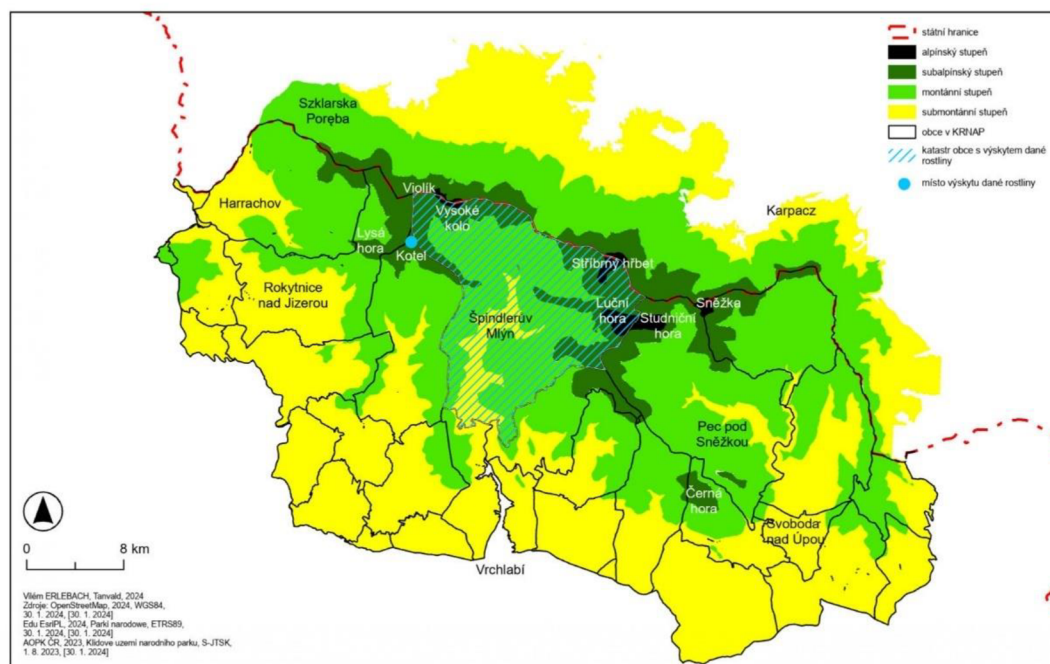 státní hranice
alpínský stupeň
subalpínský stupeň
montánní stupeň
submontánní stupeň
obce v KRNAP
katastr obce s výskytem dané
rostliny
místo výskytu dané rostliny
Szklarska
Poręba
Violík
Vysoké
kolo
Harrachov
Karpacz
Lysá
hora
Kotel
Stříbrný hřbet
Rokytnice
nad Jizerou
Luční
hora
Sněžka
Studniční
hora
Špindlerův
Mlýn
Pec pod
Sněžkou
Černá
hora
Svoboda
nad Úpou
Vrchlabí
0 8 km
Vilém ERLEBACH, Tanvald, 2024
Zdroje: OpenStreetMap, 2024, WGS84,
30. 1. 2024, [30. 1. 2024]
Edu EsriPL, 2024, Parki narodowe, ETRS89,
30. 01. 2024, [30. 1. 2024]
AOPK ČR, 2023, Klidove uzemi narodního parku, S-JTSK,
1. 8. 2023, [30. 1. 2024]